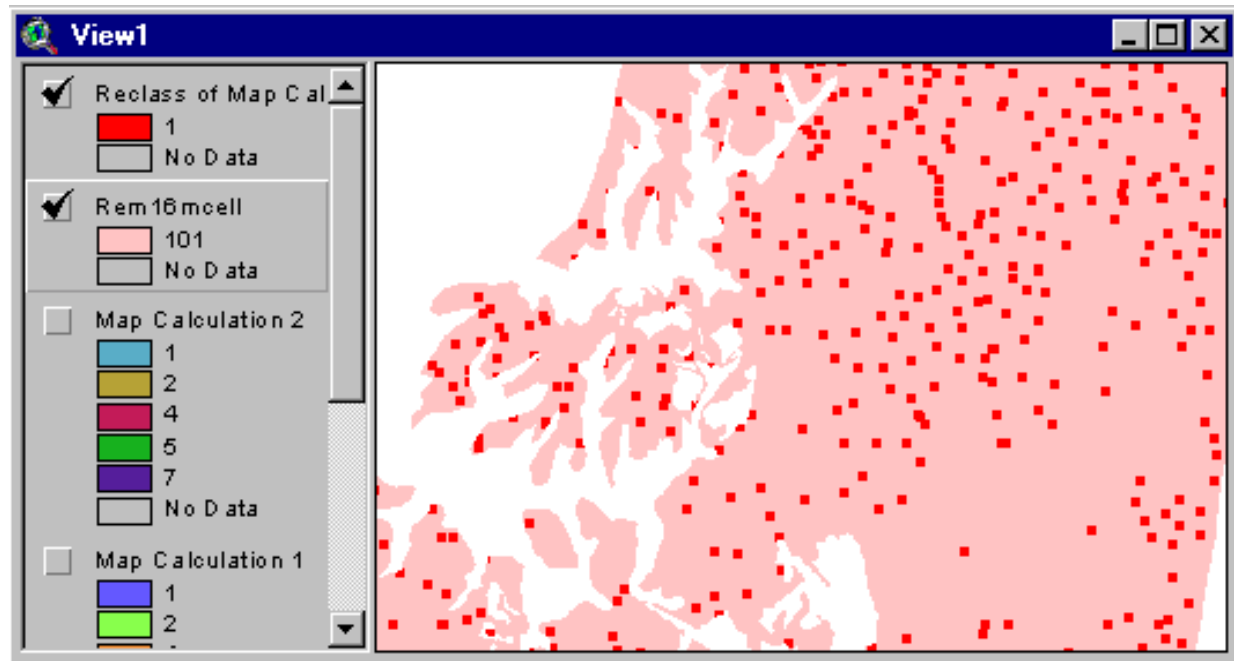 View1
Reclass of Map Cal
1
No Data
Rem16mcell
101
No Data
Map Calculation 2
1
2
4
5
7
No Data
Map Calculation 1
1
2